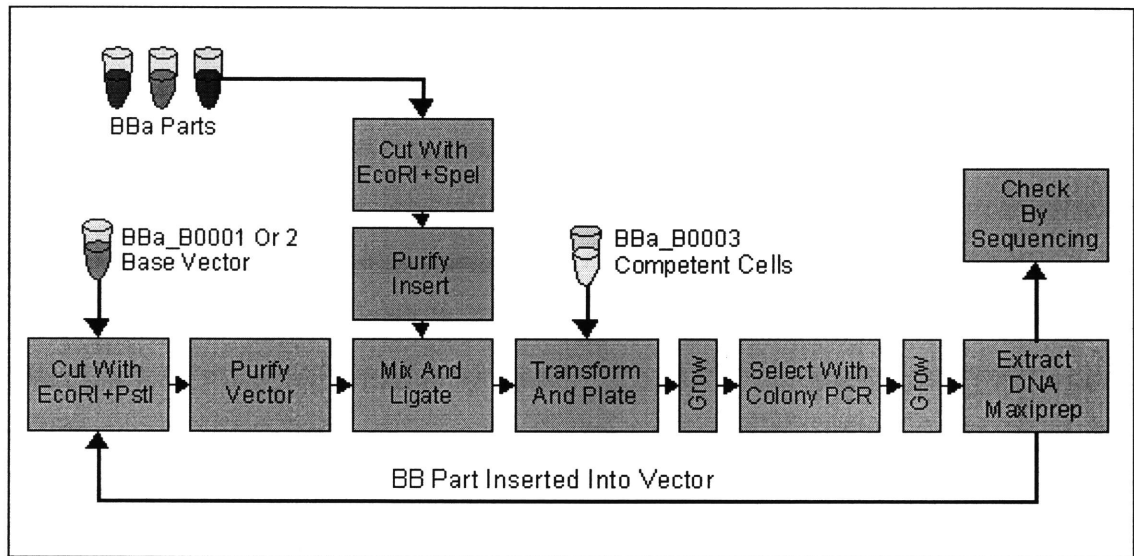 BBa Parts
Cut With
EcoRI+SpeI
Check
By
Sequencing
BBa_B0001 Or 2
Base Vector
Purify
Insert
BBa_B0003
Competent Cells
Cut With
EcoRI+PstI
Purify
Vector
Mix And
Ligate
Transform
And Plate
Grow
Select With
Colony PCR
Grow
Extract
DNA
Maxiprep
BB Part Inserted Into Vector